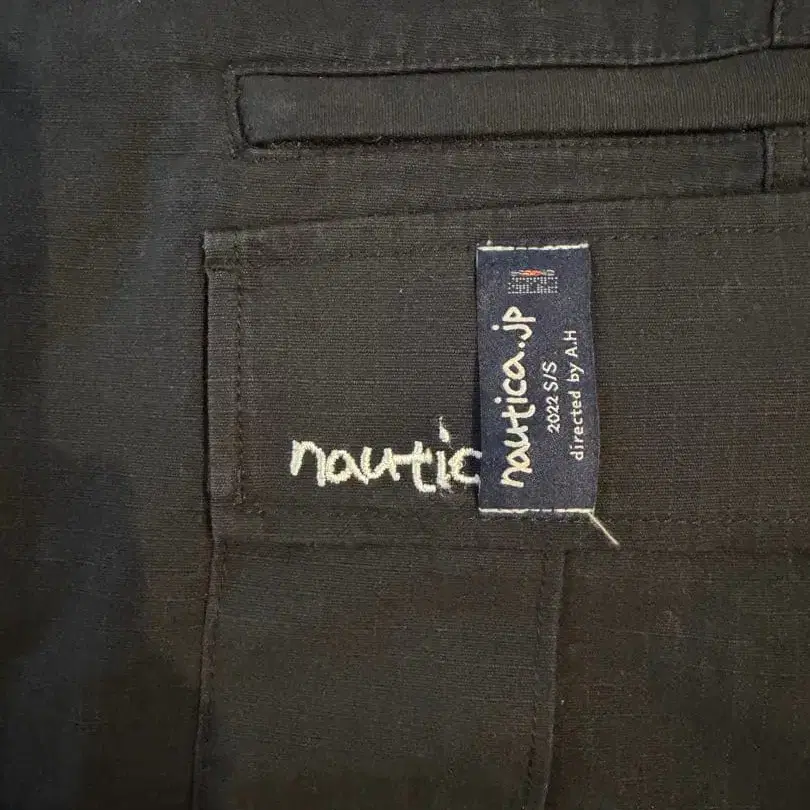 nautic
nautica.jp
2022 S/S
directed by A.H